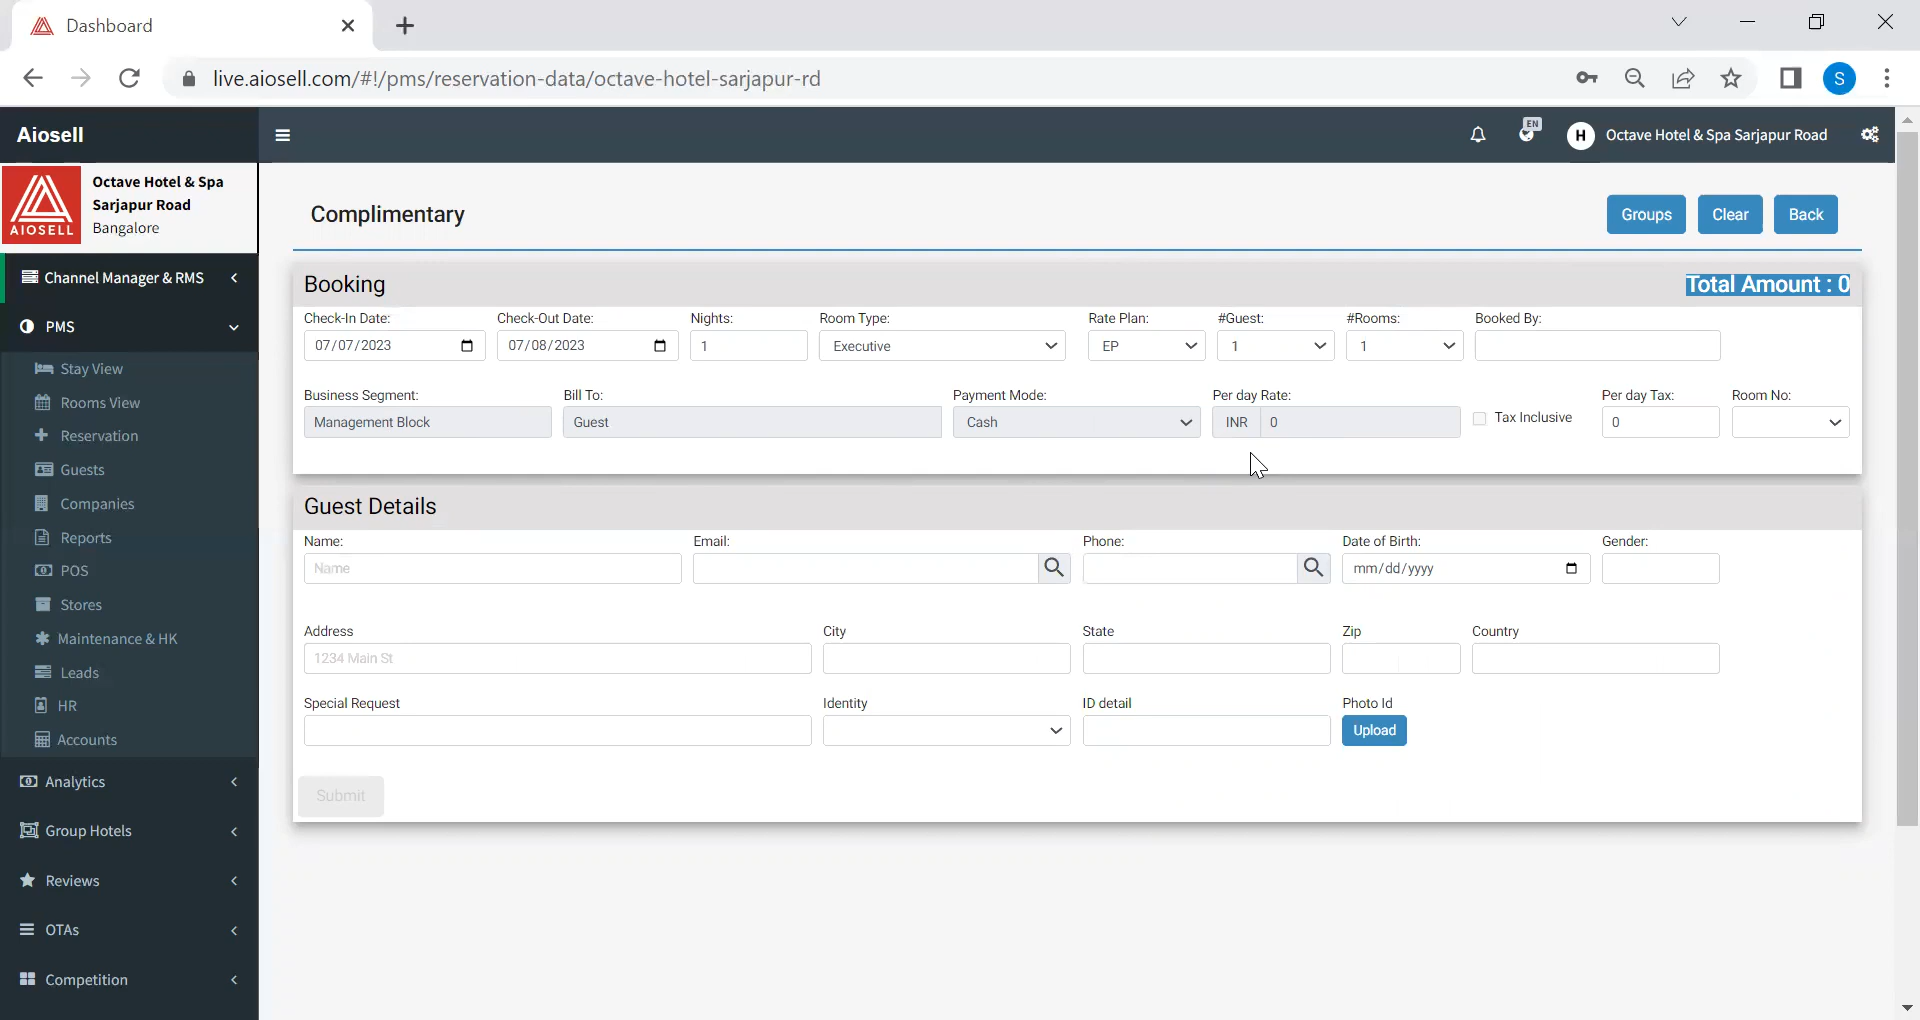 Dashboard
live.aiosell.com/#!/pms/reservation-data/octave-hotel-sarjapur-rd
S
Aiosell
EN
H Octave Hotel & Spa Sarjapur Road
AIOSELL
Octave Hotel & Spa
Sarjapur Road
Bangalore
Channel Manager & RMS
PMS
Stay View
Rooms View
Reservation
Guests
Companies
Reports
POS
Stores
Maintenance & HK
Leads
HR
Accounts
Analytics
Group Hotels
Reviews
OTAs
Competition
Complimentary
Groups Clear Back
Booking Total Amount : 0
Check-In Date: Check-Out Date: Nights: Room Type: Rate Plan: #Guest: #Rooms: Booked By:
07/07/2023 07/08/2023 1 Executive EP 1 1
Business Segment: Bill To: Payment Mode: Per day Rate: Per day Tax: Room No:
Management Block Guest Cash INR 0 Tax Inclusive 0
Guest Details
Name: Email: Phone: Date of Birth: Gender:
Name mm/dd/yyyy
Address City State Zip Country
1234 Main St
Special Request Identity ID detail Photo Id
Upload
Submit